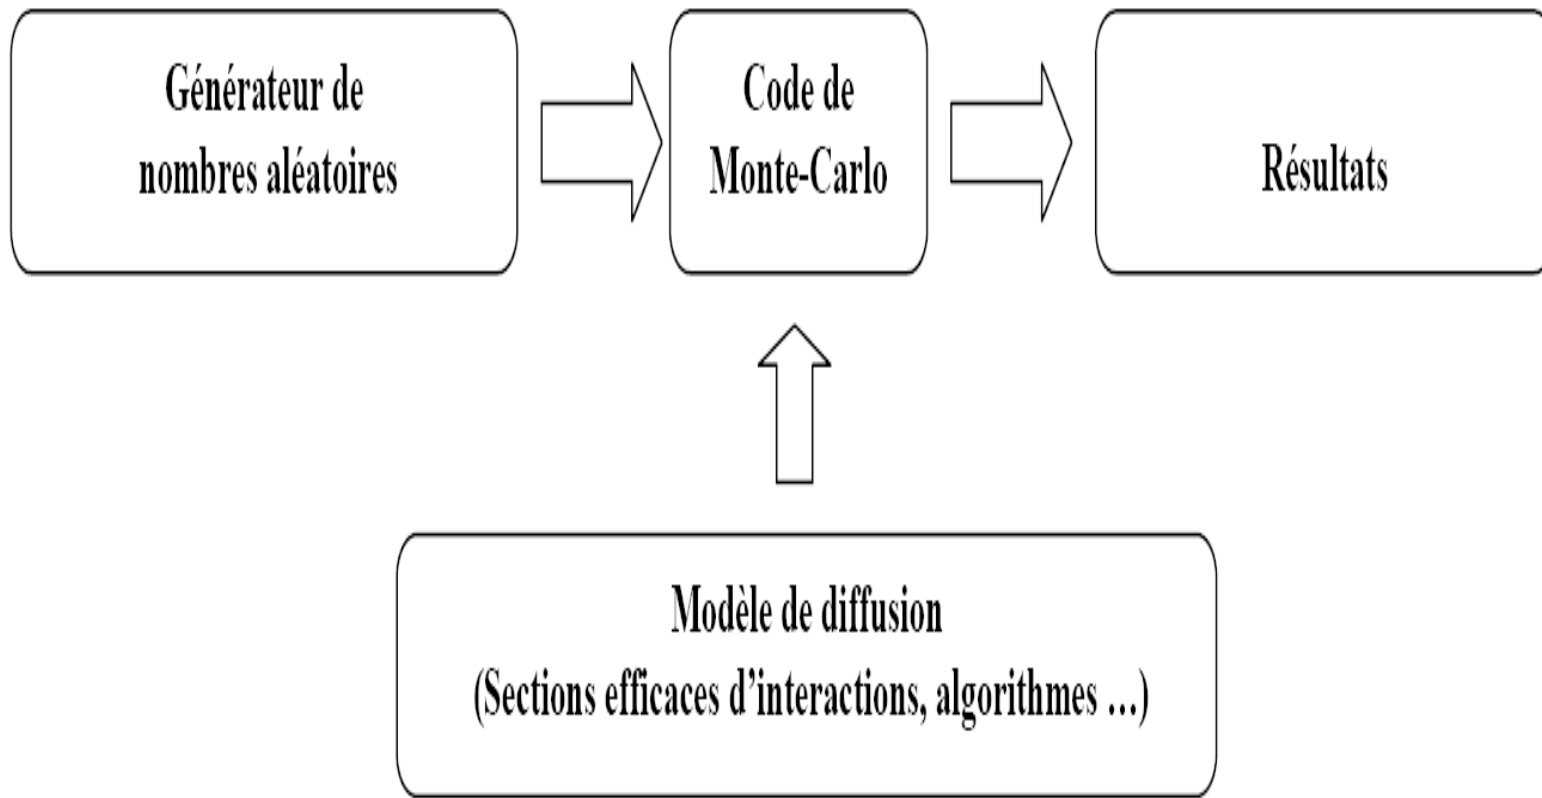 Générateur de
nombres aléatoires
Code de
Monte-Carlo
Résultats
Modèle de diffusion
(Sections efficaces d’interactions, algorithmes …)